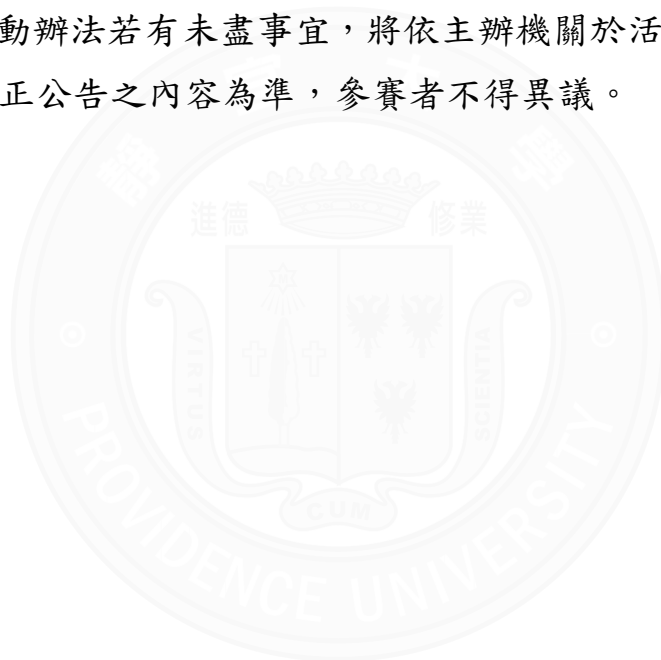 動辦法若有未盡事宜，將依主辦機關於活
正公告之內容為準，參賽者不得異議。
進德 修業
VIRTUS
SCIENTIA
CUM
PROVIDENCE UNIVERSITY